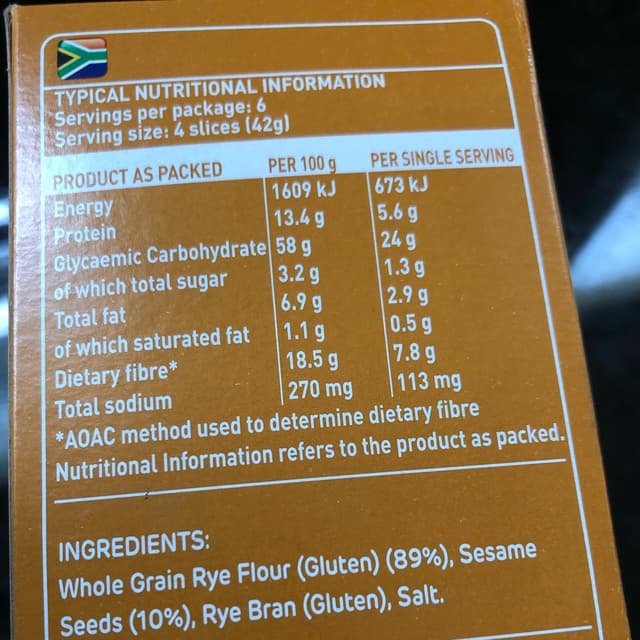 TYPICAL NUTRITIONAL INFORMATION
Servings per package: 6
Serving size: 4 slices (42g)
PRODUCT AS PACKED PER 100 g PER SINGLE SERVING
Energy 1609 kJ 673 kJ
Protein 13.4 g 5.6 g
Glycaemic Carbohydrate 58 g 24 g
of which total sugar 3.2 g 1.3 g
Total fat 6.9 g 2.9 g
of which saturated fat 1.1 g 0.5 g
Dietary fibre* 18.5 g 7.8 g
Total sodium 270 mg 113 mg
*AOAC method used to determine dietary fibre
Nutritional Information refers to the product as packed.
INGREDIENTS:
Whole Grain Rye Flour (Gluten) (89%), Sesame
Seeds (10%), Rye Bran (Gluten), Salt.